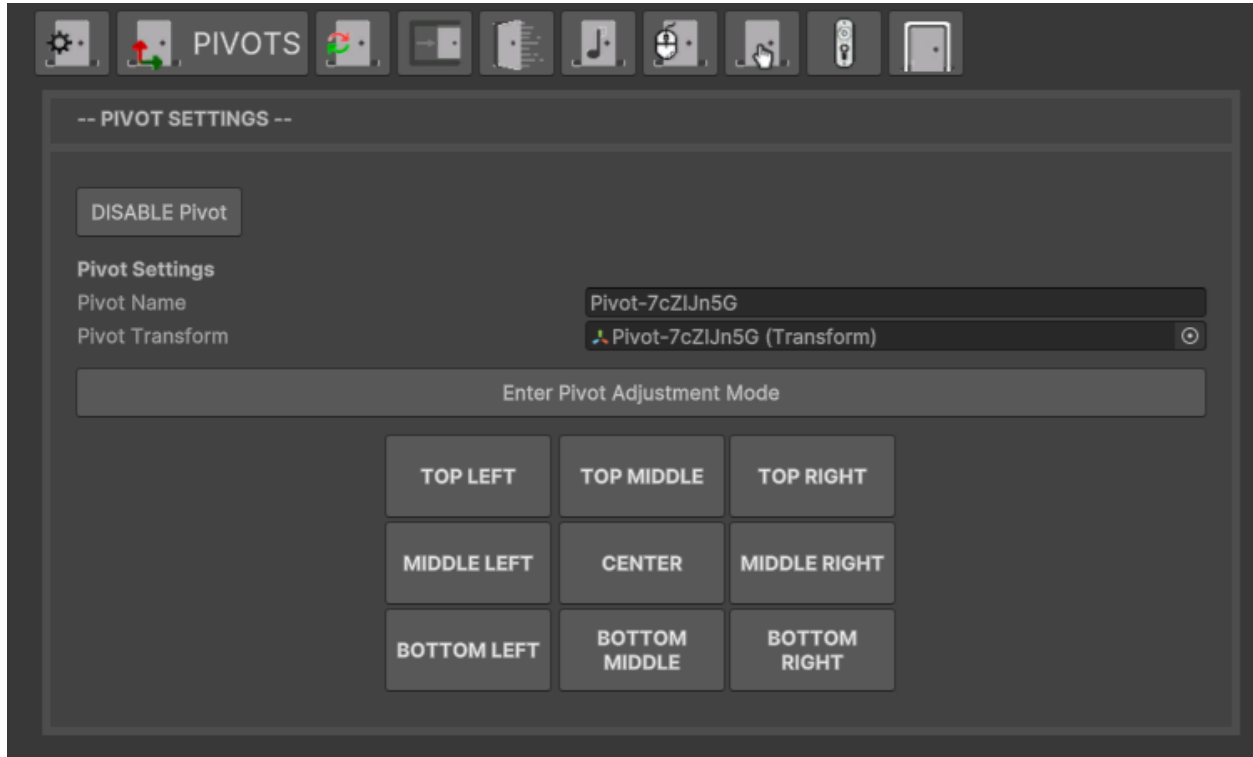 PIVOTS
-- PIVOT SETTINGS --
DISABLE Pivot
Pivot Settings
Pivot Name
Pivot-7cZIJn5G
Pivot Transform
Pivot-7cZIJn5G (Transform)
Enter Pivot Adjustment Mode
TOP LEFT
TOP MIDDLE
TOP RIGHT
MIDDLE LEFT
CENTER
MIDDLE RIGHT
BOTTOM LEFT
BOTTOM
MIDDLE
BOTTOM
RIGHT